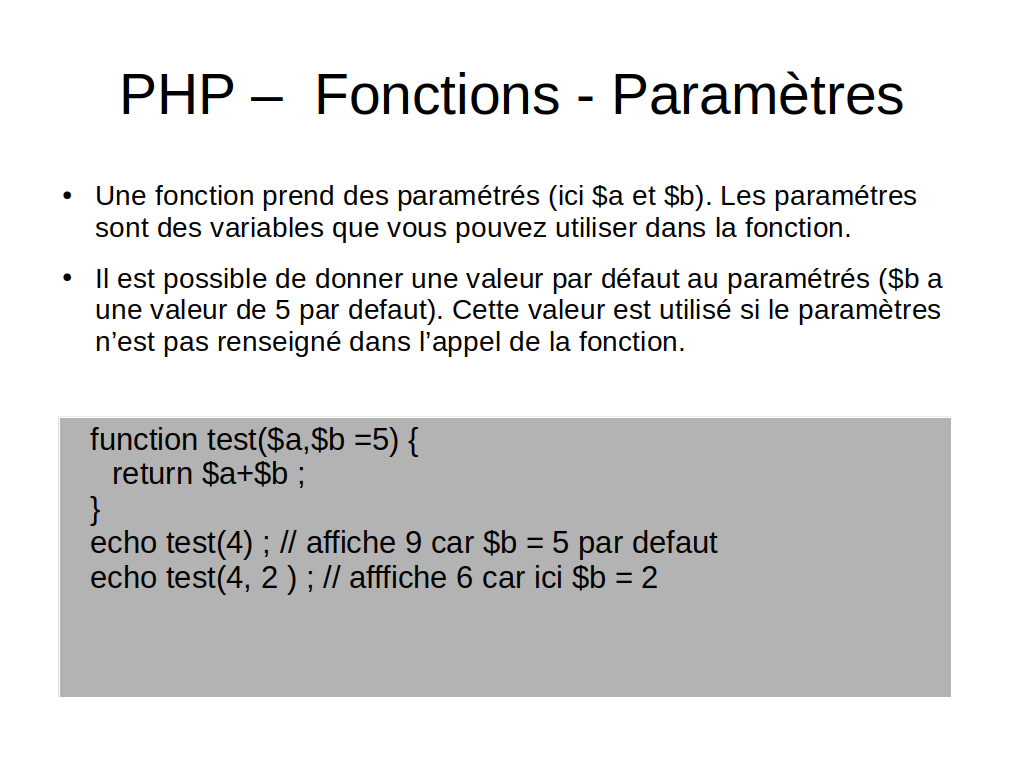 PHP –  Fonctions - Paramètres
• Une fonction prend des paramétrés (ici $a et $b). Les paramétres
sont des variables que vous pouvez utiliser dans la fonction.
• Il est possible de donner une valeur par défaut au paramétrés ($b a
une valeur de 5 par defaut). Cette valeur est utilisé si le paramètres
n’est pas renseigné dans l’appel de la fonction.
function test($a,$b =5) {
return $a+$b ;
}
echo test(4) ; // affiche 9 car $b = 5 par defaut
echo test(4, 2 ) ; // afffiche 6 car ici $b = 2